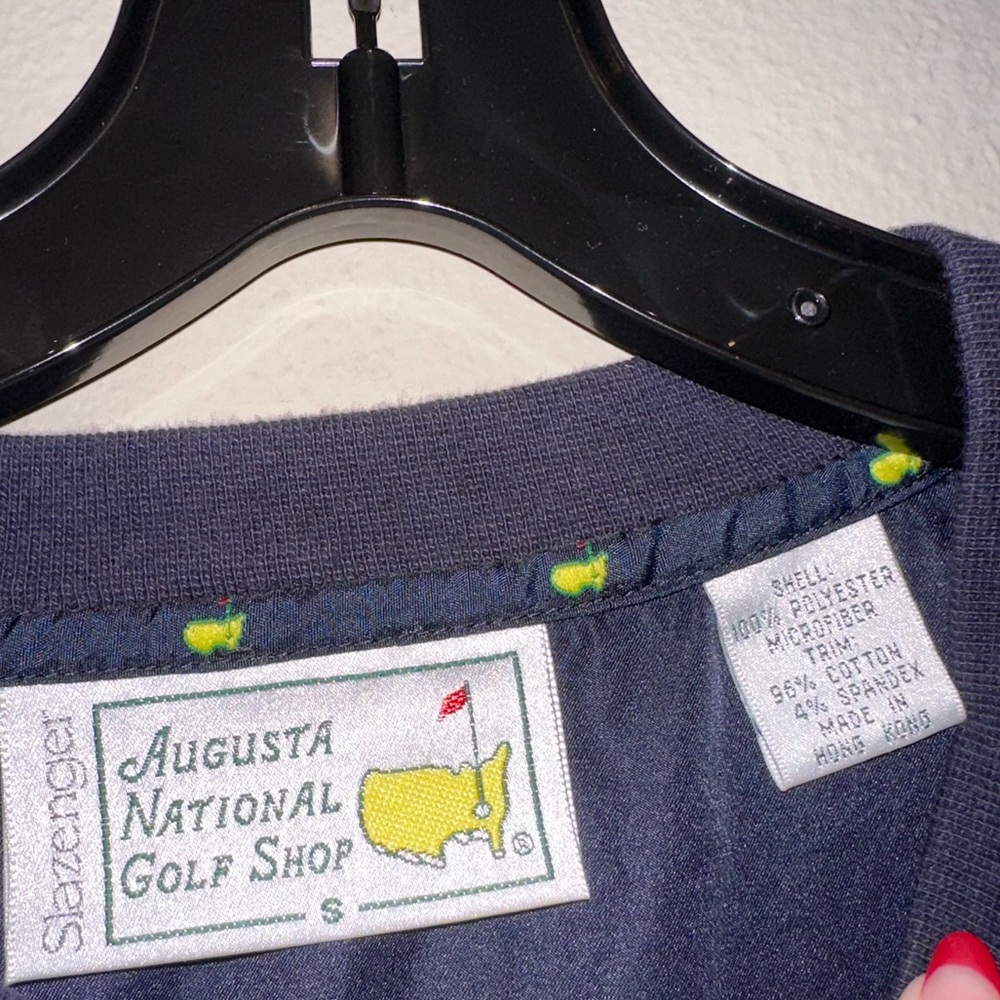 Slazenger
AUGUSTA
NATIONAL
GOLF SHOP
®
S
SHELL:
100% POLYESTER
MICROFIBER
TRIM:
96% COTTON
4% SPANDEX
MADE IN
HONG KONG